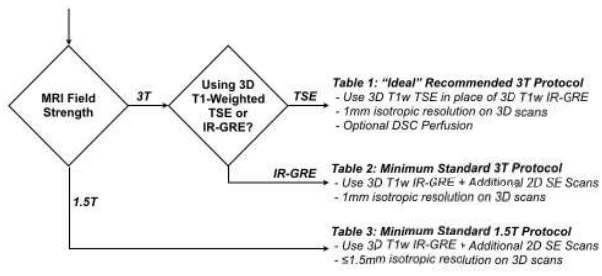 MRI Field
Strength
3T
Using 3D
T1-Weighted
TSE or
IR-GRE?
TSE
Table 1: “Ideal” Recommended 3T Protocol
- Use 3D T1w TSE in place of 3D T1w IR-GRE
- 1mm isotropic resolution on 3D scans
- Optional DSC Perfusion
IR-GRE
Table 2: Minimum Standard 3T Protocol
- Use 3D T1w IR-GRE + Additional 2D SE Scans
- 1mm isotropic resolution on 3D scans
1.5T
Table 3: Minimum Standard 1.5T Protocol
- Use 3D T1w IR-GRE + Additional 2D SE Scans
- ≤1.5mm isotropic resolution on 3D scans